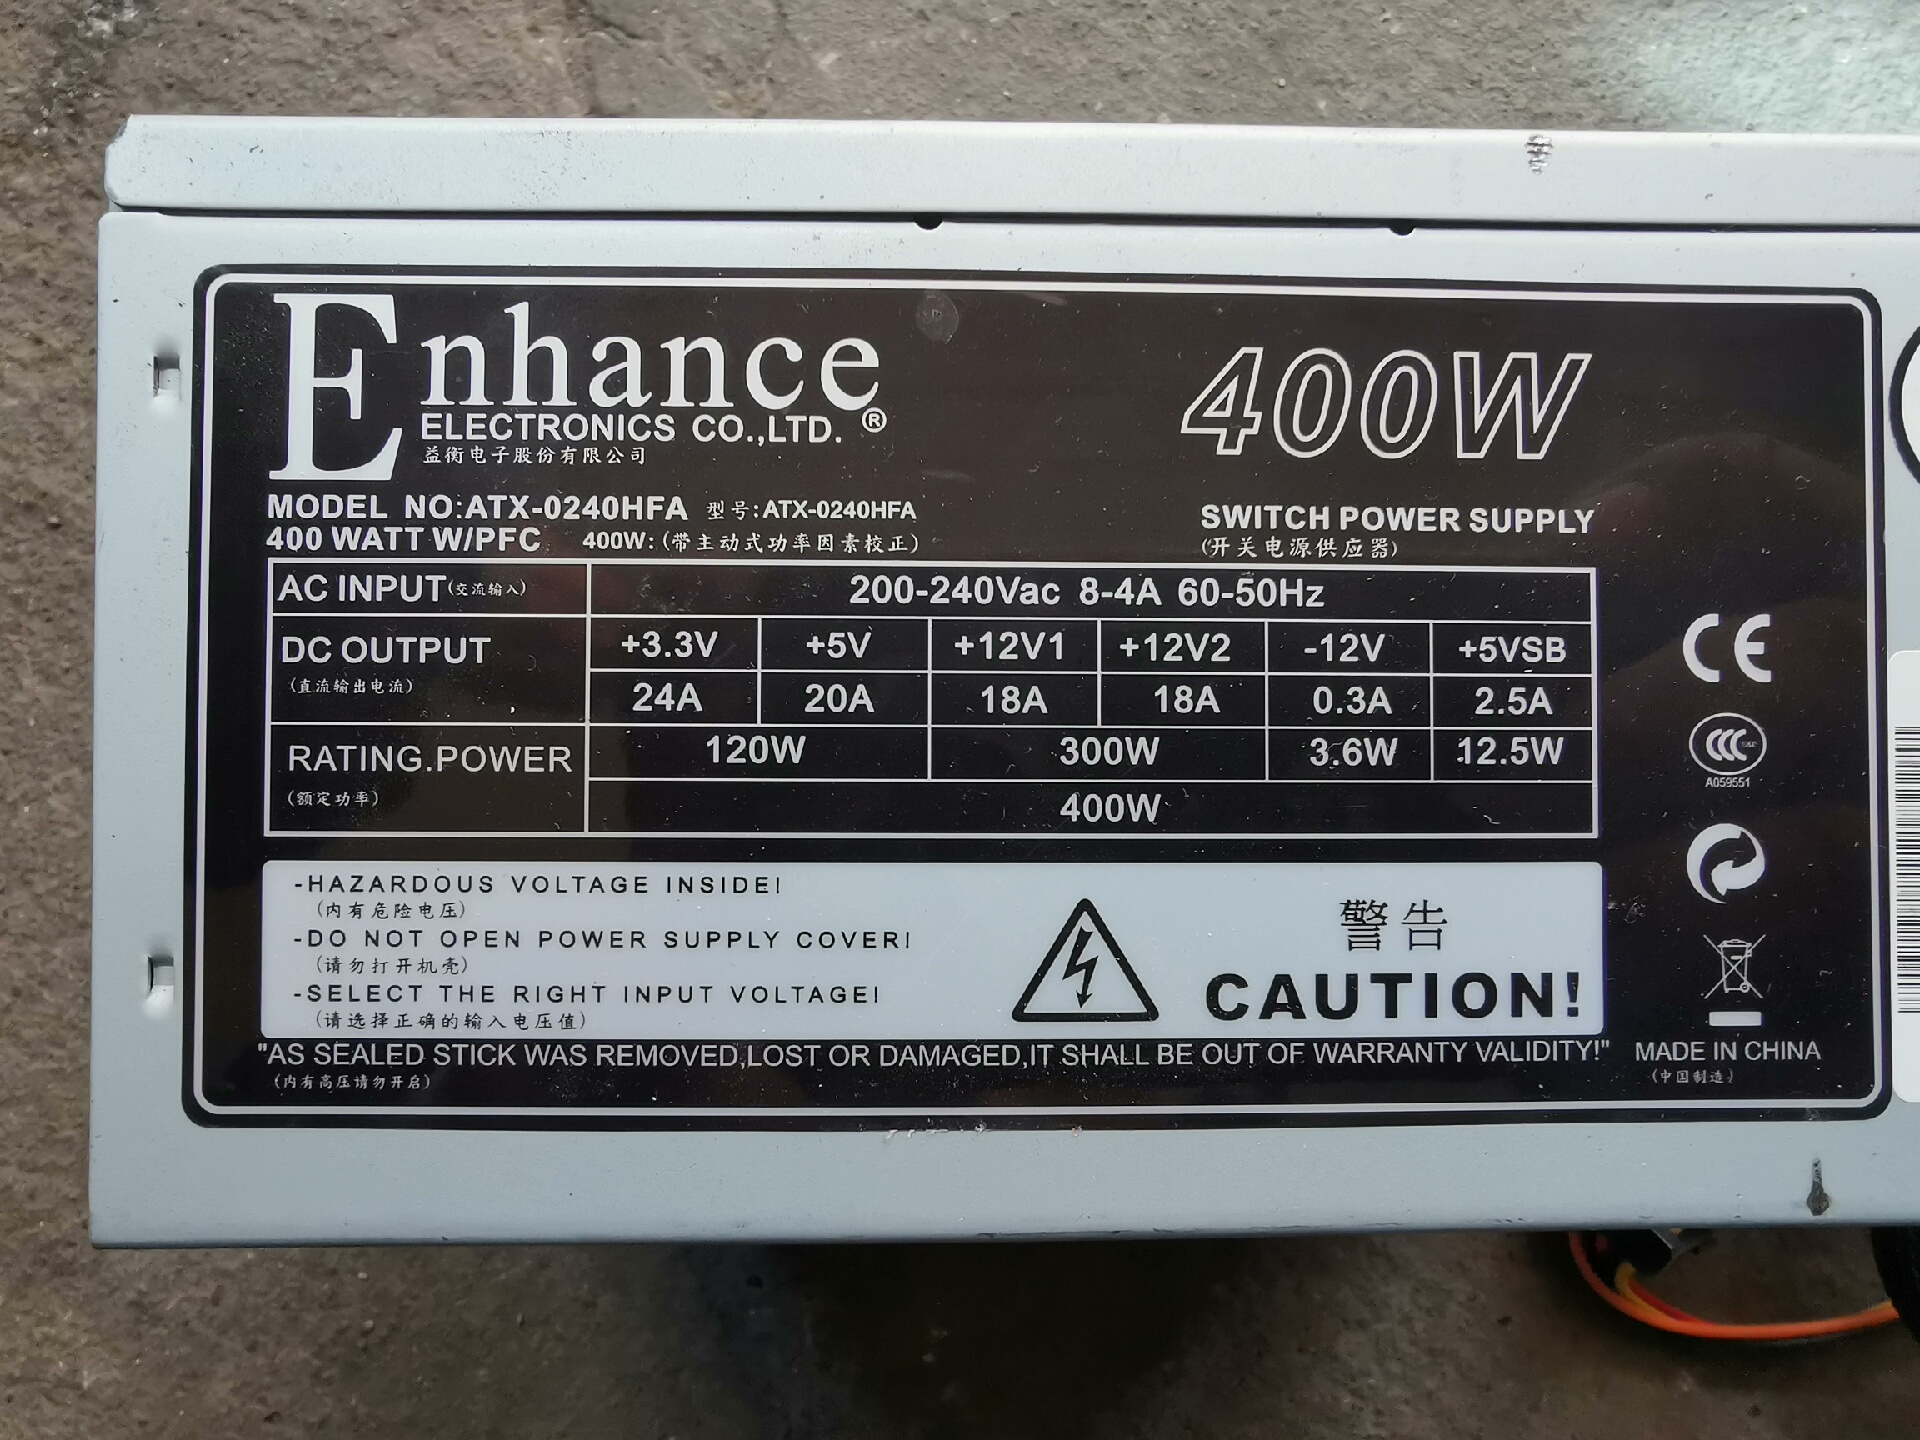 Enhance
ELECTRONICS CO.,LTD. ®
益衡电子股份有限公司
400W
MODEL NO:ATX-0240HFA 型号:ATX-0240HFA
400 WATT W/PFC 400W:(带主动式功率因素校正)
SWITCH POWER SUPPLY
(开关电源供应器)
AC INPUT(交流输入) 200-240Vac 8-4A 60-50Hz
DC OUTPUT +3.3V +5V +12V1 +12V2 -12V +5VSB
(直流输出电流) 24A 20A 18A 18A 0.3A 2.5A
RATING.POWER 120W 300W 3.6W 12.5W
(额定功率) 400W
CE
CCC
A059551
-HAZARDOUS VOLTAGE INSIDE!
(内有危险电压)
-DO NOT OPEN POWER SUPPLY COVER!
(请勿打开机壳)
-SELECT THE RIGHT INPUT VOLTAGE!
(请选择正确的输入电压值)
警告
CAUTION!
"AS SEALED STICK WAS REMOVED,LOST OR DAMAGED,IT SHALL BE OUT OF WARRANTY VALIDITY!"
(内有高压请勿开启)
MADE IN CHINA
(中国制造)